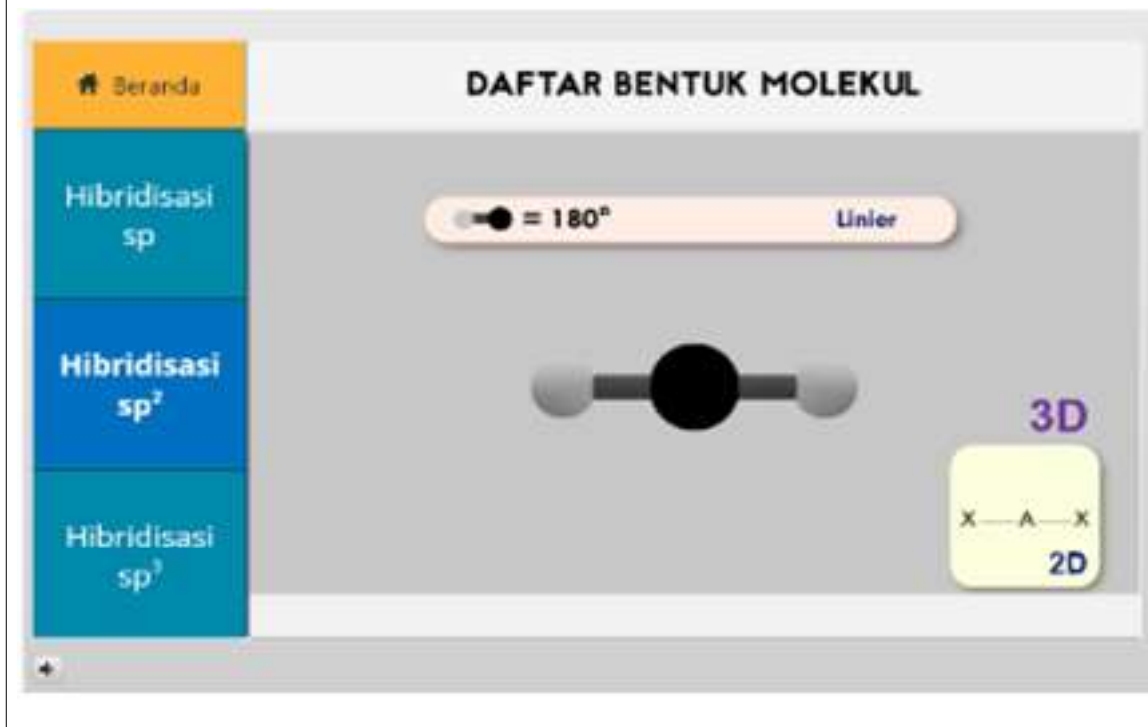 Beranda
DAFTAR BENTUK MOLEKUL
Hibridisasi
sp
Hibridisasi
sp²
Hibridisasi
sp³
= 180°
Linier
3D
X A X
2D